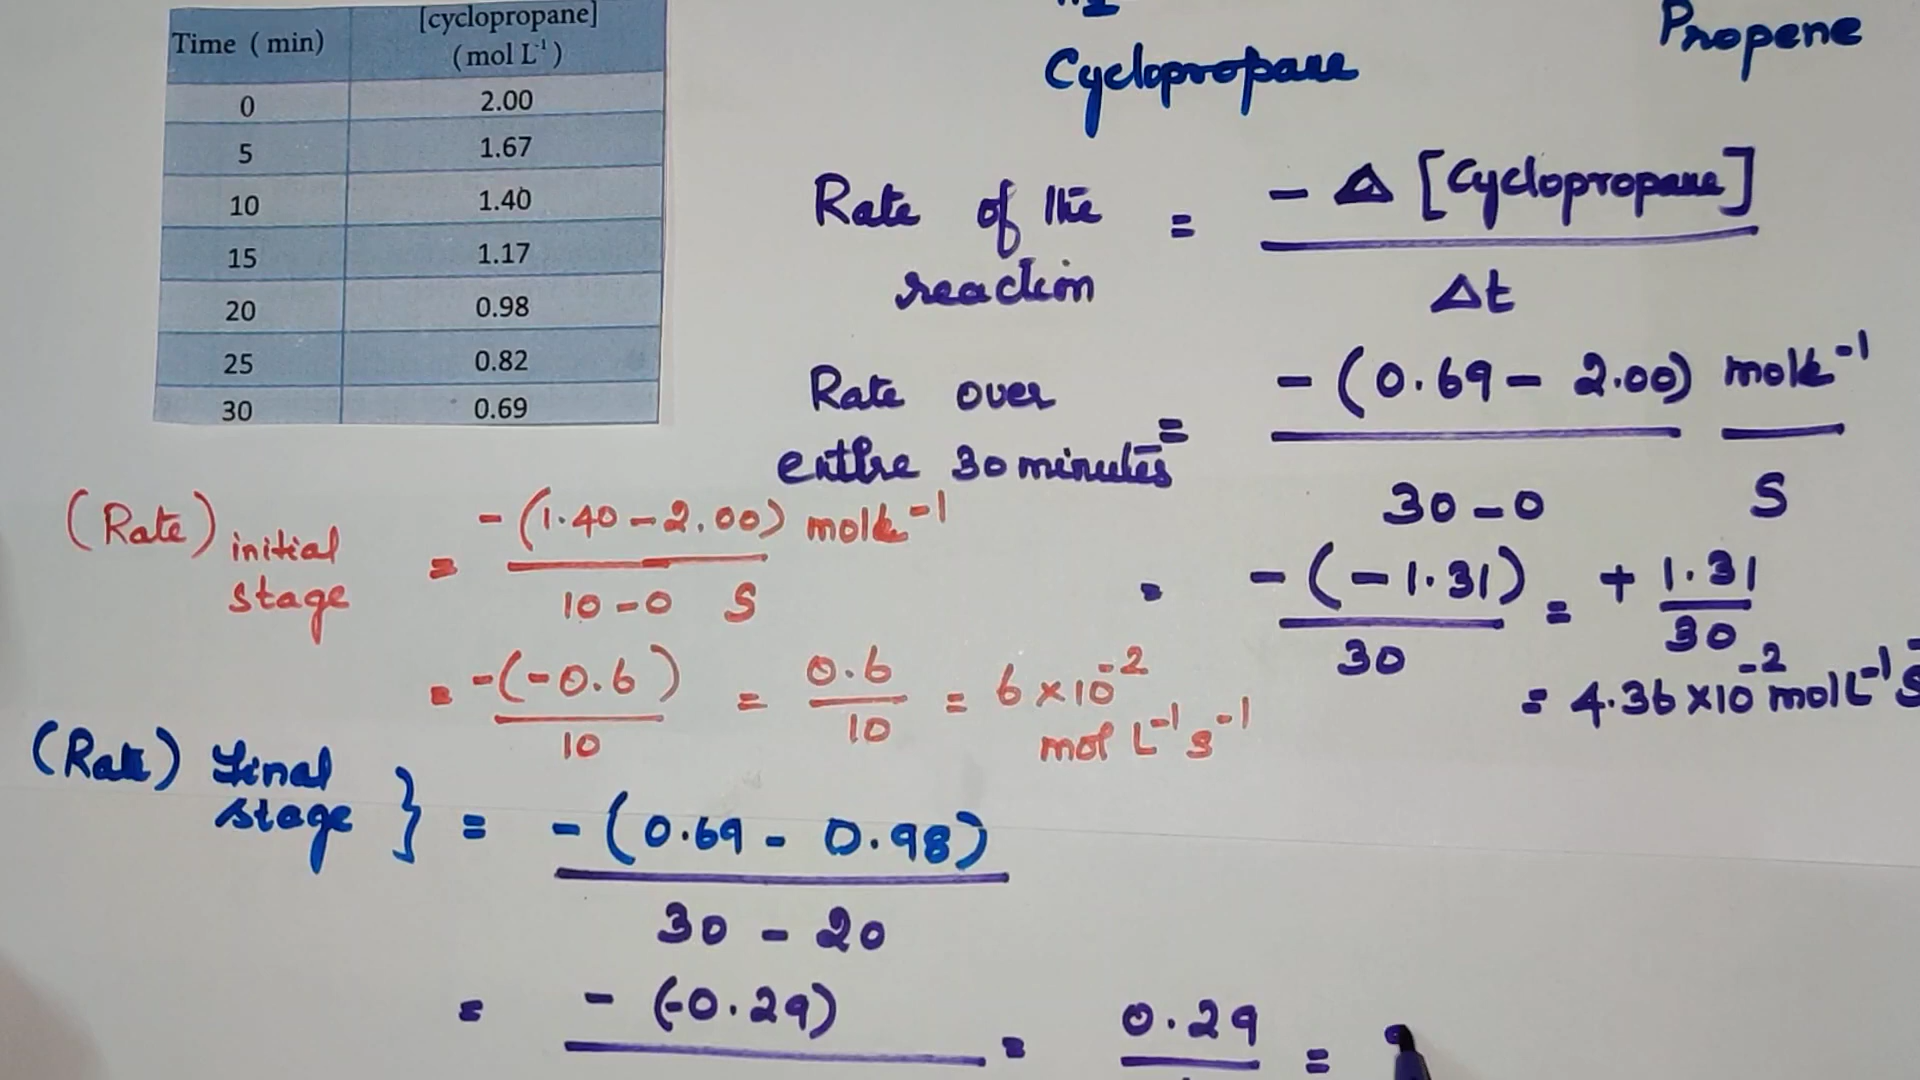 Time ( min) [cyclopropane] (mol L⁻¹)
0 2.00
5 1.67
10 1.40
15 1.17
20 0.98
25 0.82
30 0.69
Cyclopropane
Propene
Rate of the reaction = - Δ [Cyclopropane] / Δt
Rate over entire 30 minutes = - (0.69 - 2.00) mol L⁻¹ / 30 - 0 S
= - (-1.31) / 30 = + 1.31 / 30
= 4.36 × 10⁻² mol L⁻¹ S
(Rate) initial stage = - (1.40 - 2.00) mol L⁻¹ / 10 - 0 S
= -(-0.6) / 10 = 0.6 / 10 = 6 × 10⁻² mol L⁻¹ s⁻¹
(Rate) Final stage } = - (0.69 - 0.98) / 30 - 20
= - (-0.29) = 0.29 =